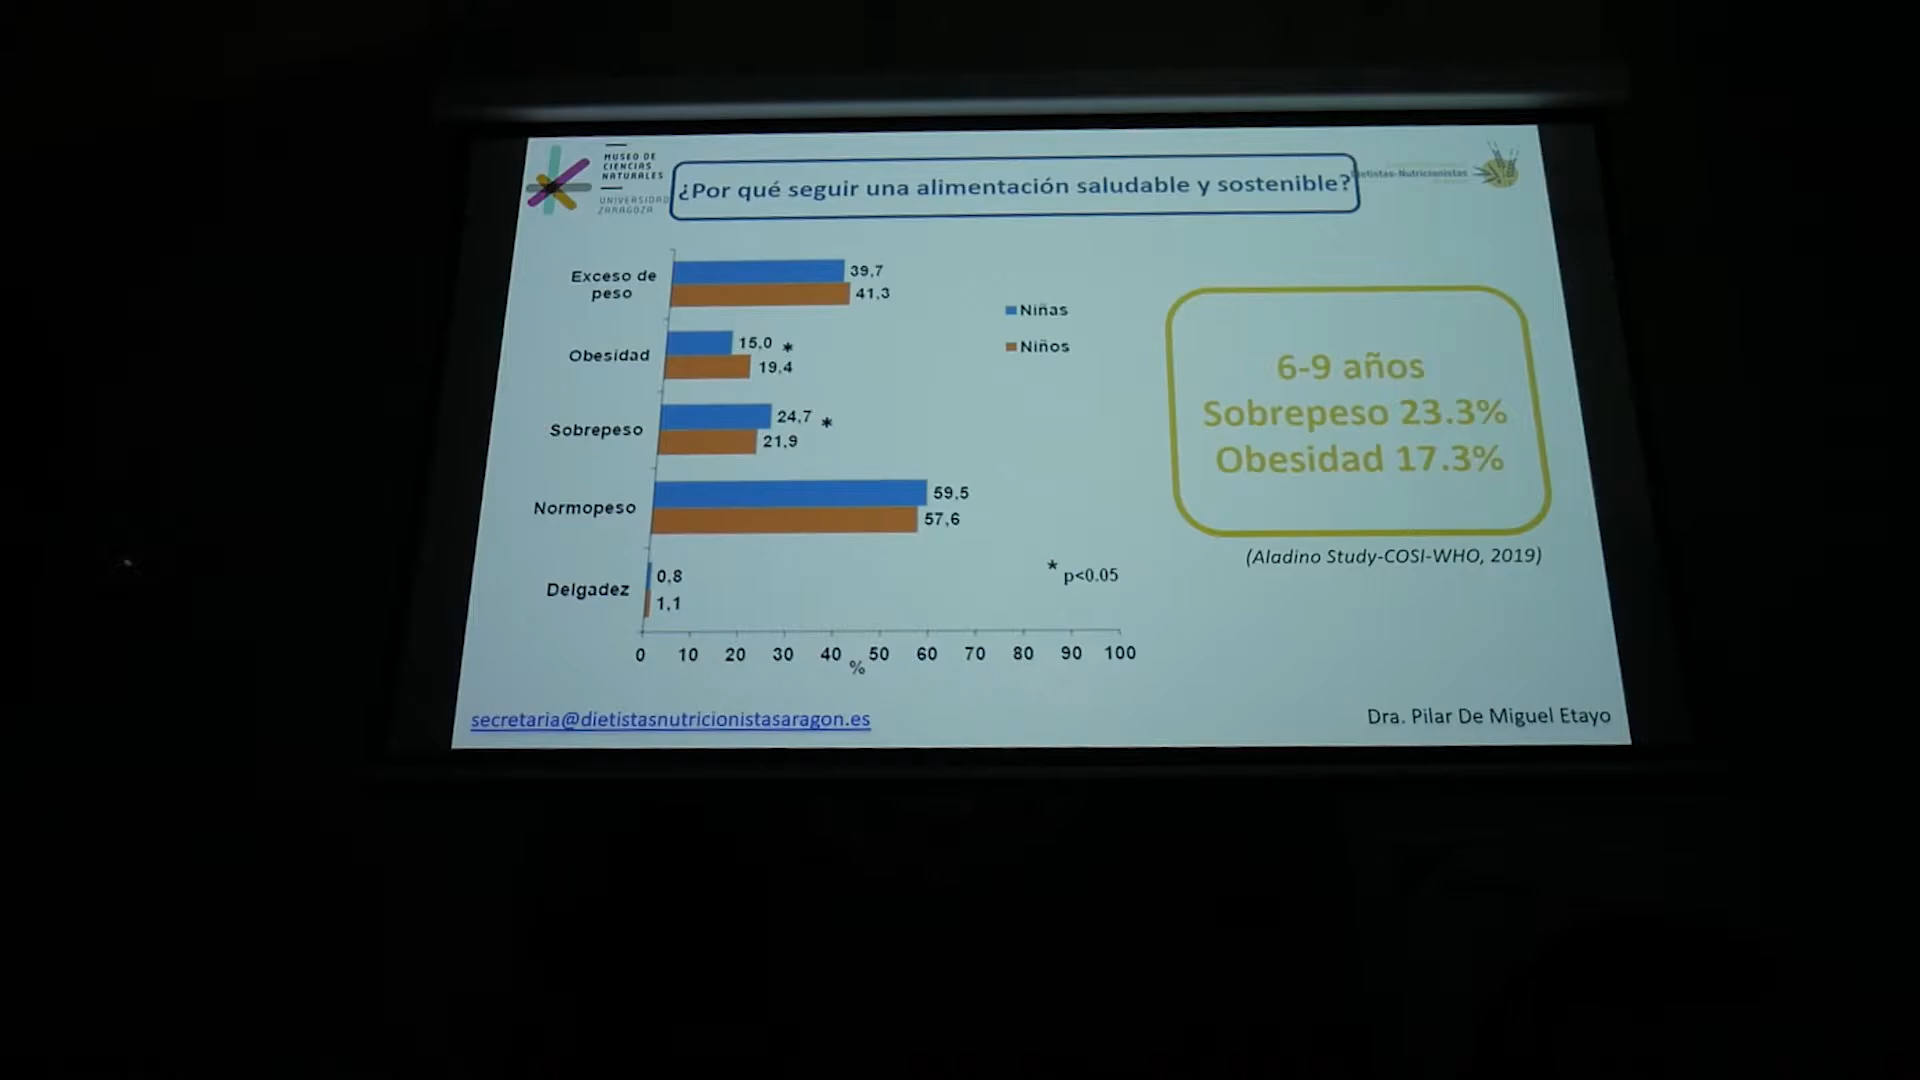 MUSEO DE
CIENCIAS
NATURALES
UNIVERSIDAD
ZARAGOZA
¿Por qué seguir una alimentación saludable y sostenible?
Dietistas-Nutricionistas
Exceso de
peso
39,7
41,3
Niñas
Niños
Obesidad
15,0 *
19,4
Sobrepeso
24,7 *
21,9
Normopeso
59,5
57,6
Delgadez
0,8
1,1
* p<0.05
0 10 20 30 40 50 60 70 80 90 100
%
6-9 años
Sobrepeso 23.3%
Obesidad 17.3%
(Aladino Study-COSI-WHO, 2019)
secretaria@dietistasnutricionistasaragon.es
Dra. Pilar De Miguel Etayo